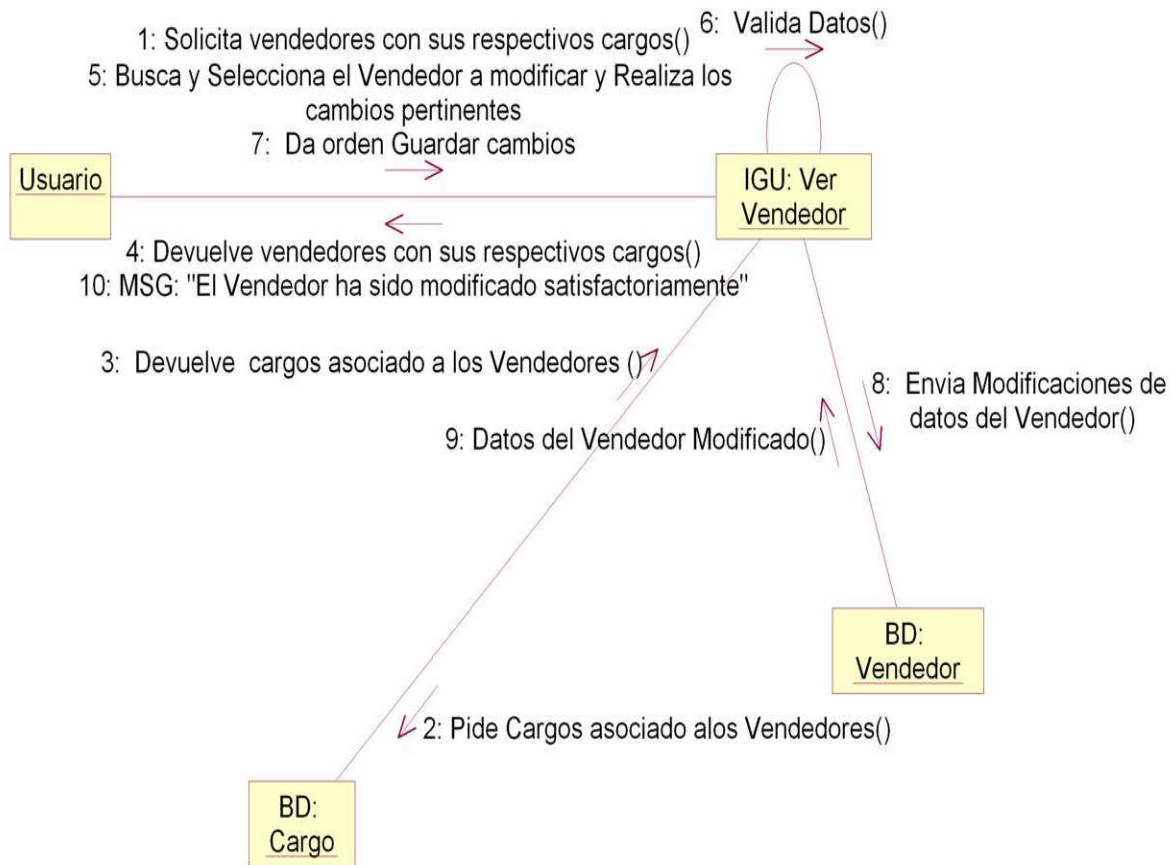 6:  Valida Datos()
1: Solicita vendedores con sus respectivos cargos()
5: Busca y Selecciona el Vendedor a modificar y Realiza los
cambios pertinentes
7:  Da orden Guardar cambios
Usuario
IGU: Ver
Vendedor
4: Devuelve vendedores con sus respectivos cargos()
10: MSG: "El Vendedor ha sido modificado satisfactoriamente"
3:  Devuelve  cargos asociado a los Vendedores ()
8:  Envia Modificaciones de
datos del Vendedor()
9: Datos del Vendedor Modificado()
BD:
Vendedor
2: Pide Cargos asociado alos Vendedores()
BD:
Cargo